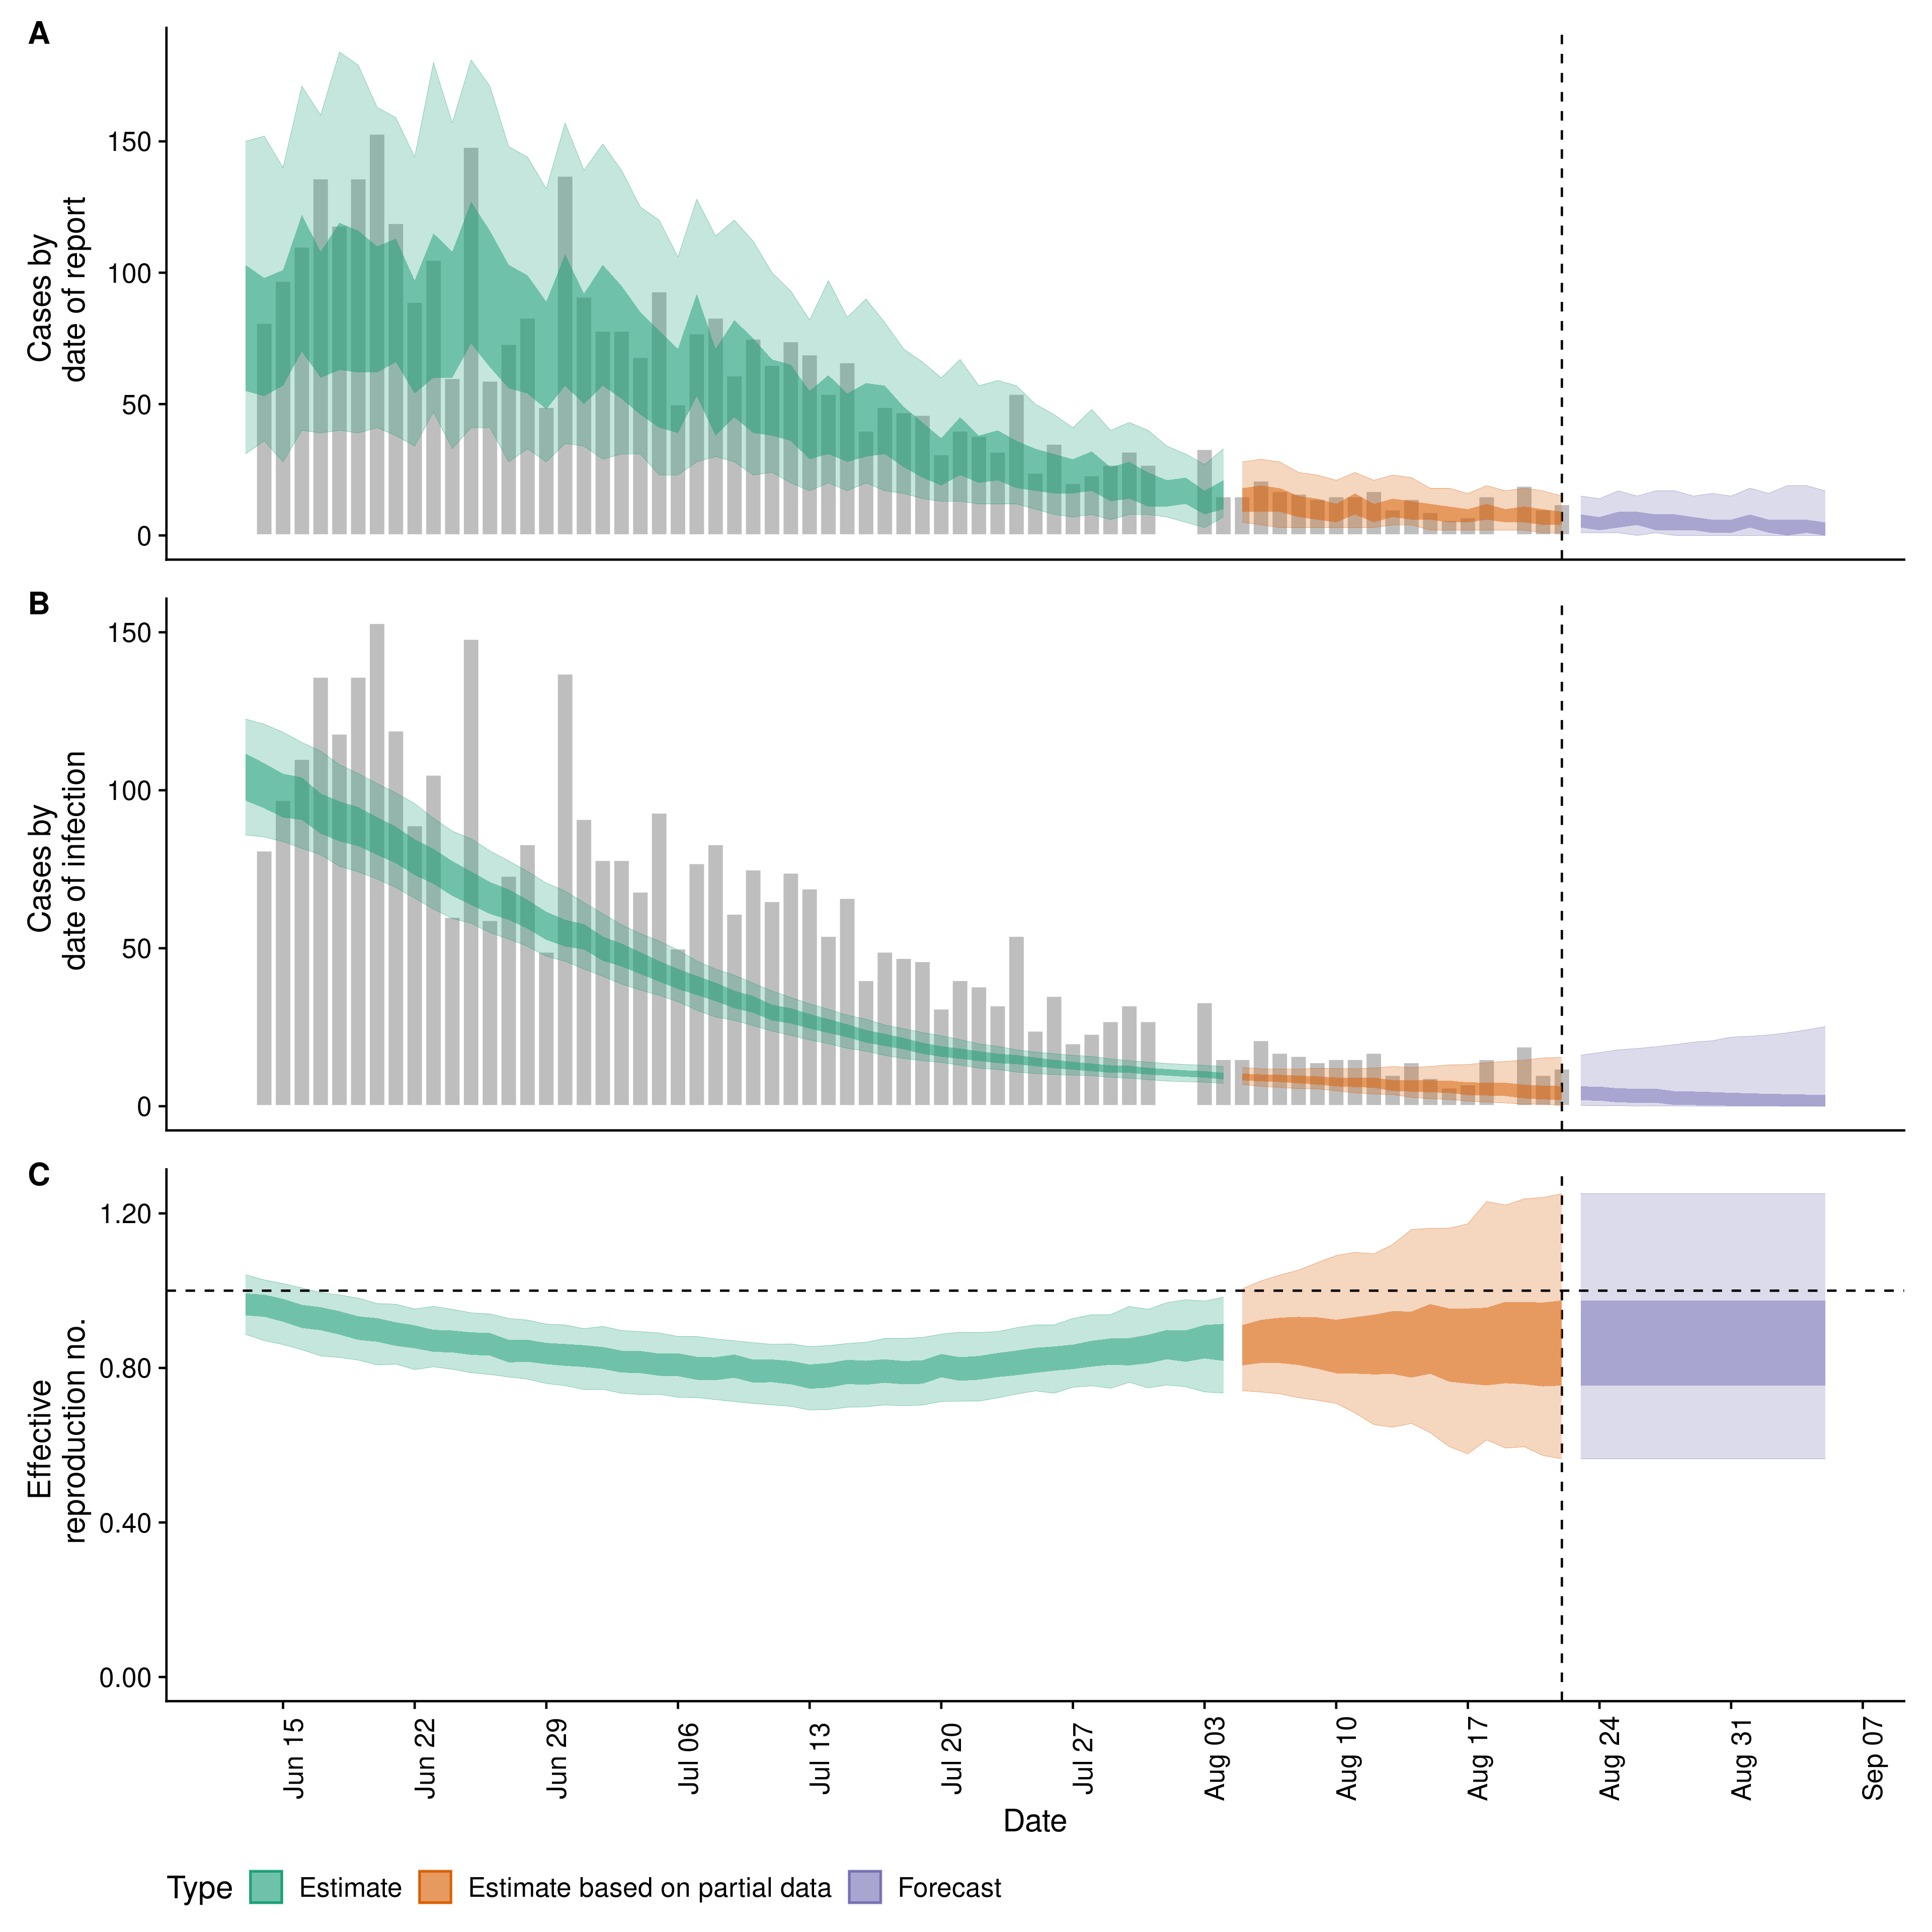 A
Cases by
date of report
150
100
50
0
B
Cases by
date of infection
150
100
50
0
C
Effective
reproduction no.
1.20
0.80
0.40
0.00
Jun 15
Jun 22
Jun 29
Jul 06
Jul 13
Jul 20
Jul 27
Aug 03
Aug 10
Aug 17
Aug 24
Aug 31
Sep 07
Date
Type Estimate Estimate based on partial data Forecast